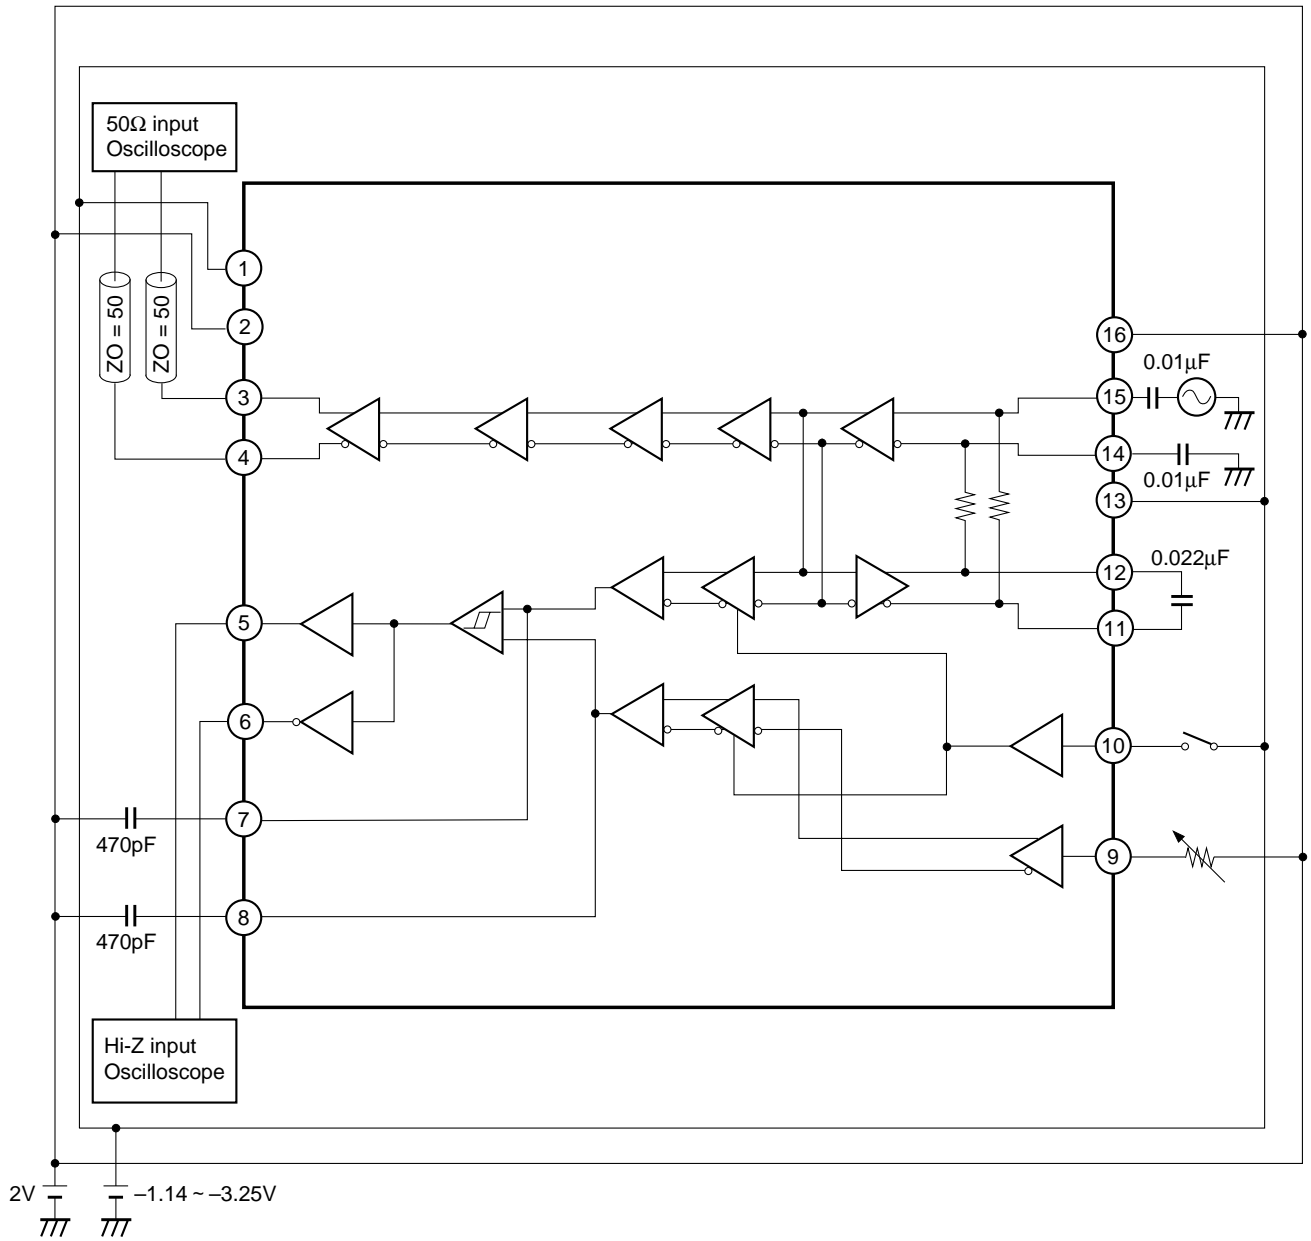 50Ω input
Oscilloscope
ZO = 50
ZO = 50
1
2
3
4
5
6
7
8
16
15
14
13
12
11
10
9
0.01μF
0.01μF
0.022μF
470pF
470pF
Hi-Z input
Oscilloscope
2V
–1.14 ~ –3.25V